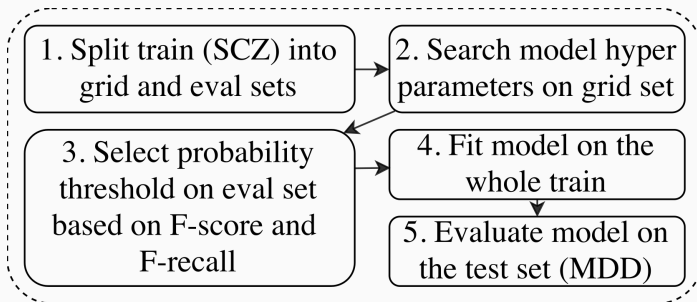 1. Split train (SCZ) into
grid and eval sets
2. Search model hyper
parameters on grid set
3. Select probability
threshold on eval set
based on F-score and
F-recall
4. Fit model on the
whole train
5. Evaluate model on
the test set (MDD)